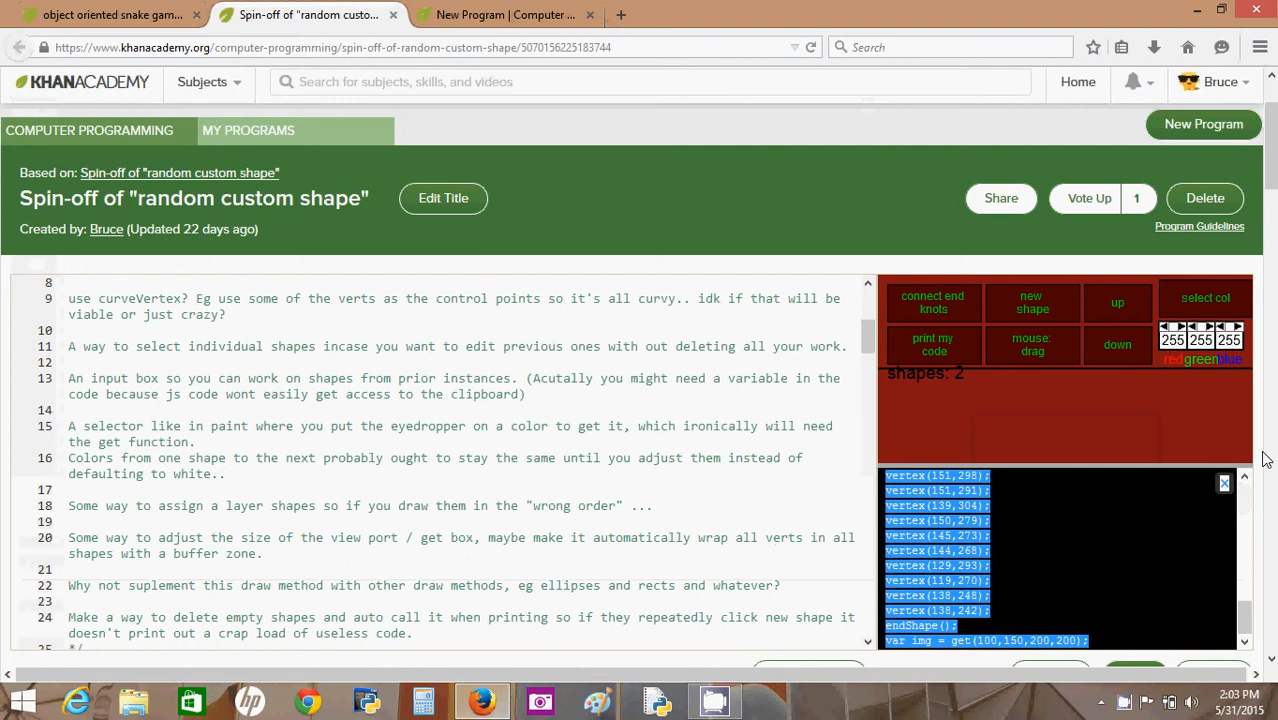 object oriented snake gam...
Spin-off of "random custo...
New Program | Computer ...
https://www.khanacademy.org/computer-programming/spin-off-of-random-custom-shape/5070156225183744
Search
KHANACADEMY
Subjects
Search for subjects, skills, and videos
Home
Bruce
COMPUTER PROGRAMMING
MY PROGRAMS
New Program
Based on: Spin-off of "random custom shape"
Spin-off of "random custom shape"
Edit Title
Share
Vote Up
1
Delete
Created by: Bruce (Updated 22 days ago)
Program Guidelines
8
9 use curveVertex? Eg use some of the verts as the control points so it's all curvy.. idk if that will be
viable or just crazy?
10
11 A way to select individual shapes incase you want to edit previous ones with out deleting all your work.
12
13 An input box so you can work on shapes from prior instances. (Acutally you might need a variable in the
code because js code wont easily get access to the clipboard)
14
15 A selector like in paint where you put the eyedropper on a color to get it, which ironically will need
the get function.
16 Colors from one shape to the next probably ought to stay the same until you adjust them instead of
defaulting to white..
17
18 Some way to assign a layer shapes so if you draw them in the "wrong order" ...
19
20 Some way to adjust the size of the view port / get box, maybe make it automatically wrap all verts in all
shapes with a buffer zone.
21
22 Why not suplement this draw method with other draw methods, eg ellipses and rects and whatever?
23
24 Make a way to delete empty shapes and auto call it when printing so if they repeatedly click new shape it
doesn't print out a crap load of useless code.
25 */
connect end
knots
new
shape
up
select col
print my
code
mouse:
drag
down
255 255 255
red green blue
shapes: 2
vertex(151,298);
vertex(151,291);
vertex(139,304);
vertex(150,279);
vertex(145,273);
vertex(144,268);
vertex(129,293);
vertex(119,270);
vertex(138,248);
vertex(138,242);
endShape();
var img = get(100,150,200,200);
X
2:03 PM
5/31/2015